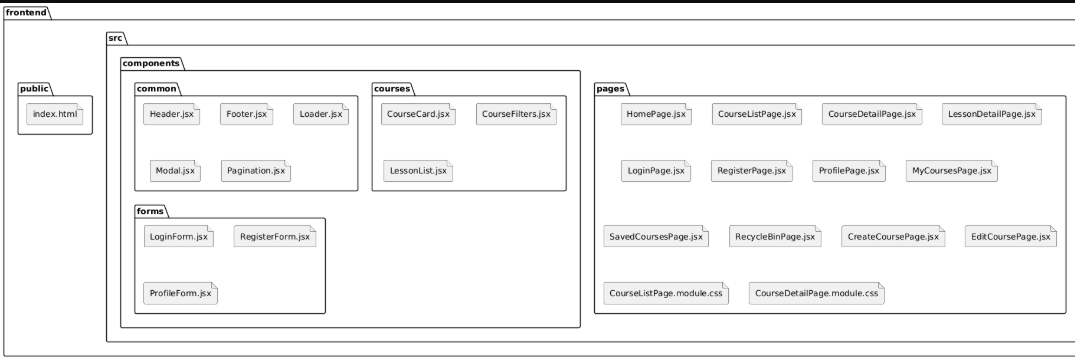 frontend
src
components
public
common
courses
pages
index.html
Header.jsx Footer.jsx Loader.jsx
CourseCard.jsx CourseFilters.jsx
HomePage.jsx CourseListPage.jsx CourseDetailPage.jsx LessonDetailPage.jsx
Modal.jsx Pagination.jsx
LessonList.jsx
LoginPage.jsx RegisterPage.jsx ProfilePage.jsx MyCoursesPage.jsx
forms
LoginForm.jsx RegisterForm.jsx
SavedCoursesPage.jsx RecycleBinPage.jsx CreateCoursePage.jsx EditCoursePage.jsx
ProfileForm.jsx
CourseListPage.module.css CourseDetailPage.module.css